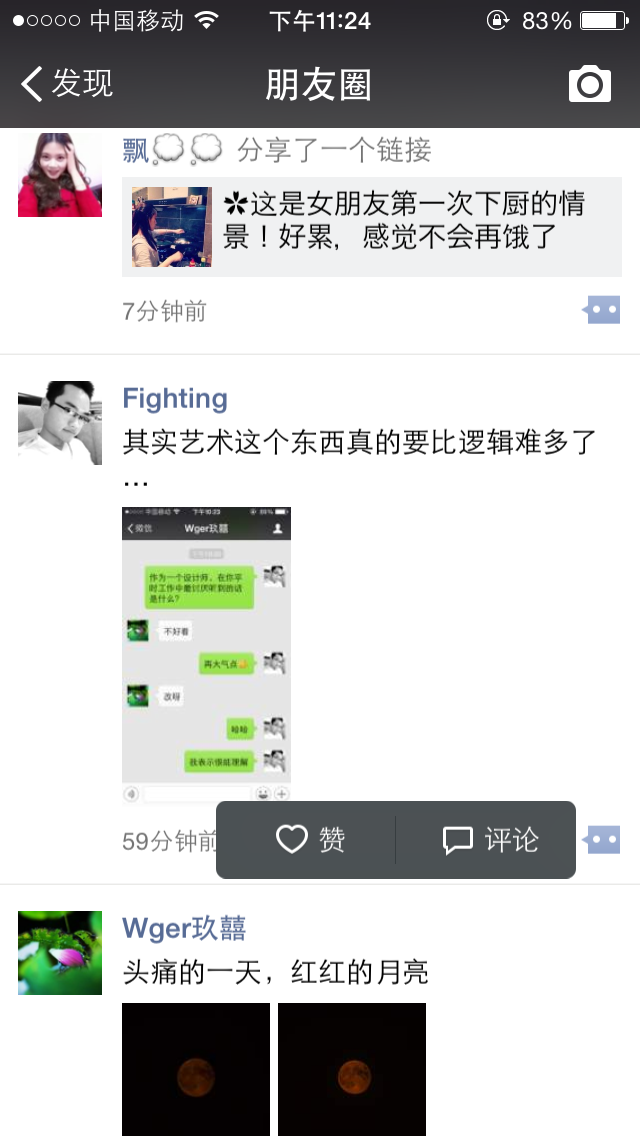 中国移动 下午11:24 83%
发现 朋友圈
飘 分享了一个链接
✲这是女朋友第一次下厨的情
景！好累，感觉不会再饿了
7分钟前
Fighting
其实艺术这个东西真的要比逻辑难多了
...
中国移动 下午10:23
微信 Wger玖囍
作为一个设计师，在你平
时工作中最讨厌听到的话
是什么？
不好看
再大气点
改呀
哈哈
我表示很能理解
59分钟前
赞 评论
Wger玖囍
头痛的一天，红红的月亮